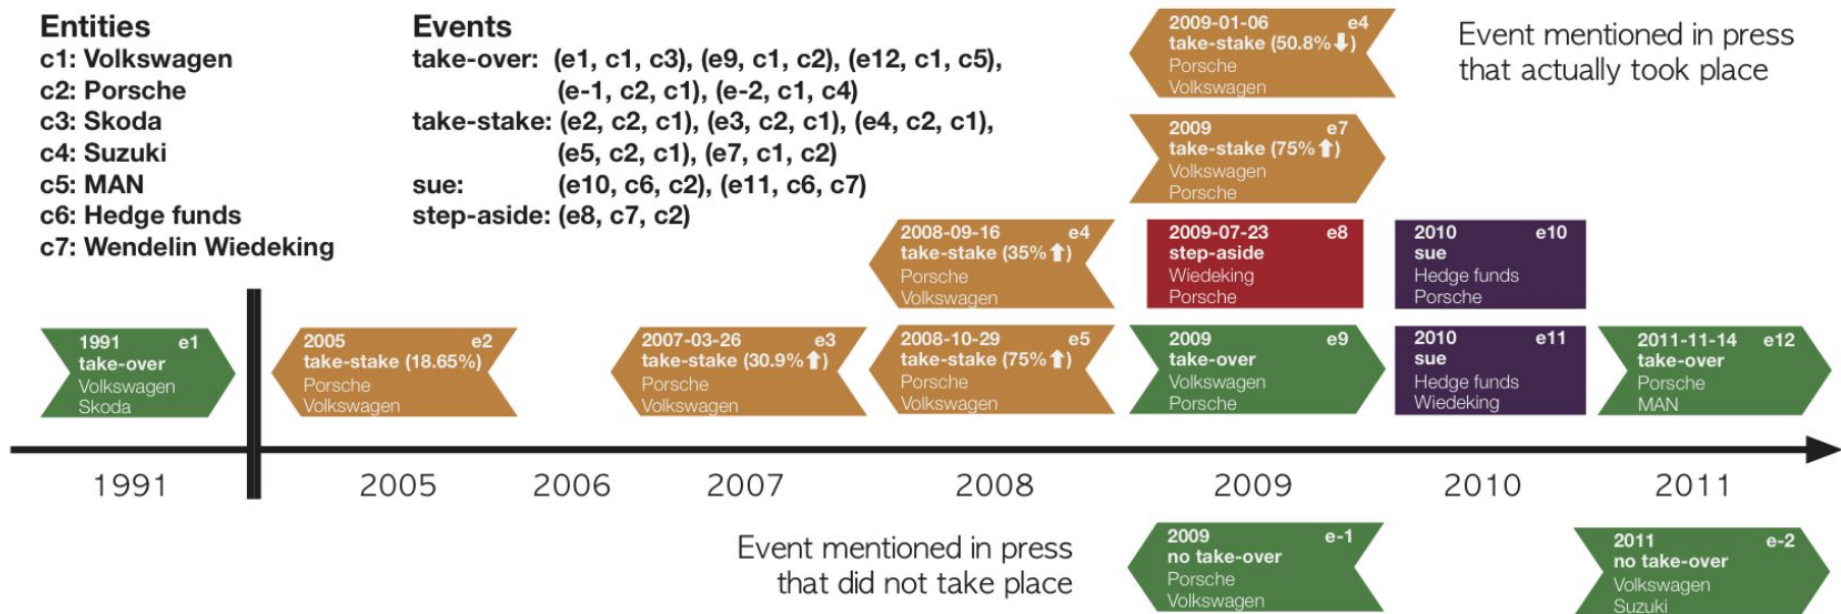 Entities
c1: Volkswagen
c2: Porsche
c3: Skoda
c4: Suzuki
c5: MAN
c6: Hedge funds
c7: Wendelin Wiedeking
Events
take-over: (e1, c1, c3), (e9, c1, c2), (e12, c1, c5),
(e-1, c2, c1), (e-2, c1, c4)
take-stake: (e2, c2, c1), (e3, c2, c1), (e4, c2, c1),
(e5, c2, c1), (e7, c1, c2)
sue: (e10, c6, c2), (e11, c6, c7)
step-aside: (e8, c7, c2)
2009-01-06 e4
take-stake (50.8%⬇)
Porsche
Volkswagen
Event mentioned in press
that actually took place
2009 e7
take-stake (75%⬆)
Volkswagen
Porsche
2008-09-16 e4
take-stake (35%⬆)
Porsche
Volkswagen
2009-07-23 e8
step-aside
Wiedeking
Porsche
2010 e10
sue
Hedge funds
Porsche
1991 e1
take-over
Volkswagen
Skoda
2005 e2
take-stake (18.65%)
Porsche
Volkswagen
2007-03-26 e3
take-stake (30.9%⬆)
Porsche
Volkswagen
2008-10-29 e5
take-stake (75%⬆)
Porsche
Volkswagen
2009 e9
take-over
Volkswagen
Porsche
2010 e11
sue
Hedge funds
Wiedeking
2011-11-14 e12
take-over
Porsche
MAN
1991 2005 2006 2007 2008 2009 2010 2011
Event mentioned in press
that did not take place
2009 e-1
no take-over
Porsche
Volkswagen
2011 e-2
no take-over
Volkswagen
Suzuki